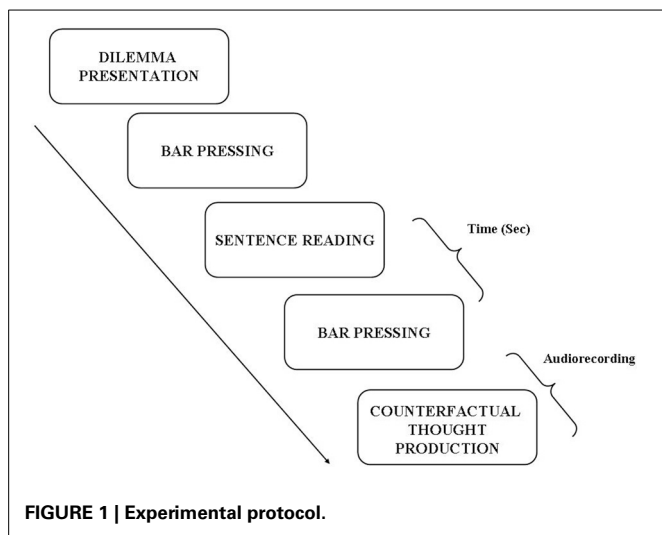 DILEMMA
PRESENTATION
BAR PRESSING
SENTENCE READING
Time (Sec)
BAR PRESSING
Audiorecording
COUNTERFACTUAL
THOUGHT
PRODUCTION
FIGURE 1 | Experimental protocol.